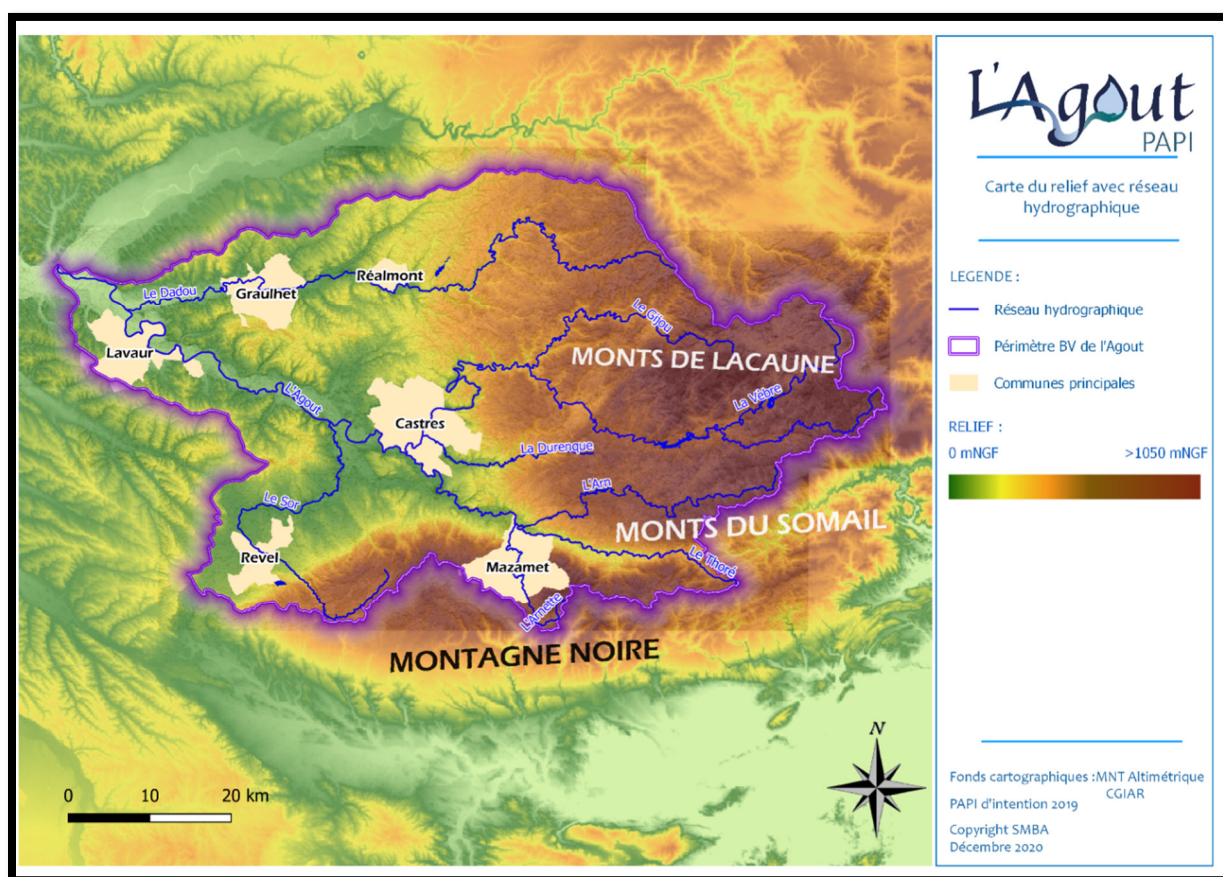 L'Agout
PAPI
Carte du relief avec réseau
hydrographique
LEGENDE :
Réseau hydrographique
Périmètre BV de l'Agout
Communes principales
RELIEF :
0 mNGF >1050 mNGF
Fonds cartographiques :MNT Altimétrique
CGIAR
PAPI d'intention 2019
Copyright SMBA
Décembre 2020
Le Dadou
Graulhet
Réalmont
Lavaur
Le Gijou
MONTS DE LACAUNE
La Vèbre
L'Agout
Castres
La Durenque
L'Arn
Le Sor
MONTS DU SOMAIL
Revel
Mazamet
Le Thoré
L'Arnette
MONTAGNE NOIRE
N
0 10 20 km